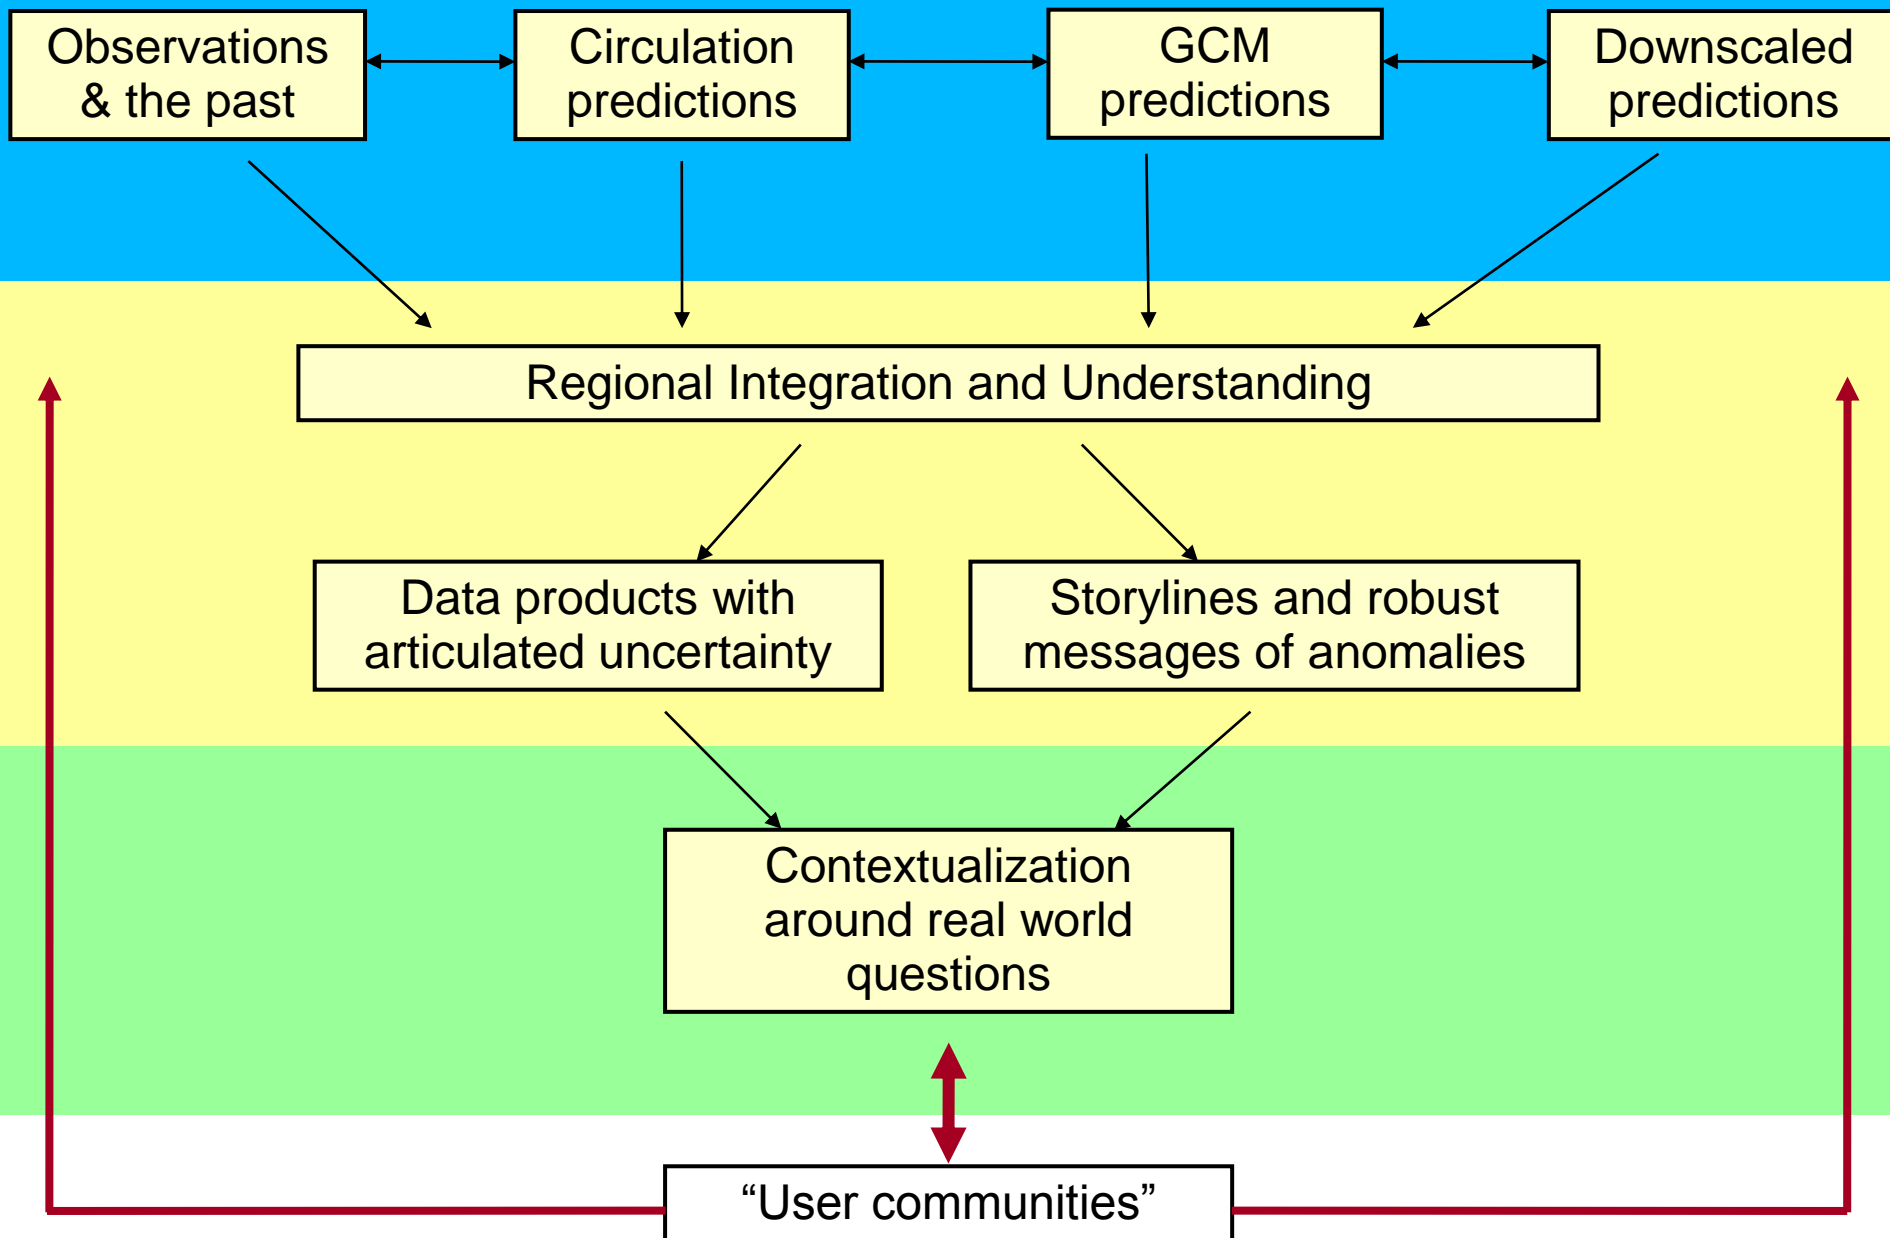 Observations
& the past
Circulation
predictions
GCM
predictions
Downscaled
predictions
Regional Integration and Understanding
Data products with
articulated uncertainty
Storylines and robust
messages of anomalies
Contextualization
around real world
questions
“User communities”